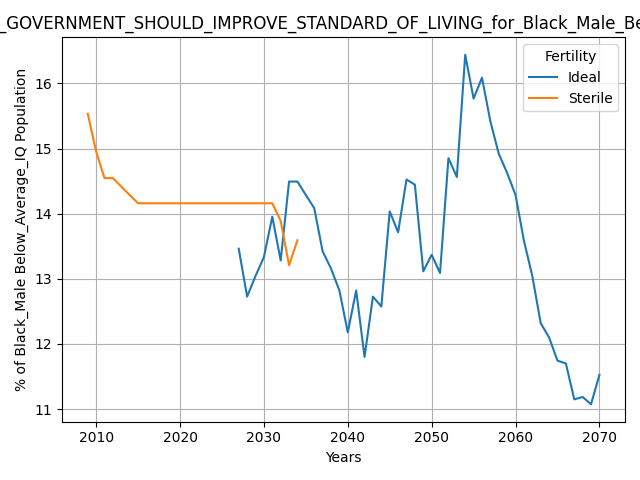 _GOVERNMENT_SHOULD_IMPROVE_STANDARD_OF_LIVING_for_Black_Male_Be
Fertility
Ideal
Sterile
% of Black_Male Below_Average_IQ Population
16
15
14
13
12
11
2010 2020 2030 2040 2050 2060 2070
Years